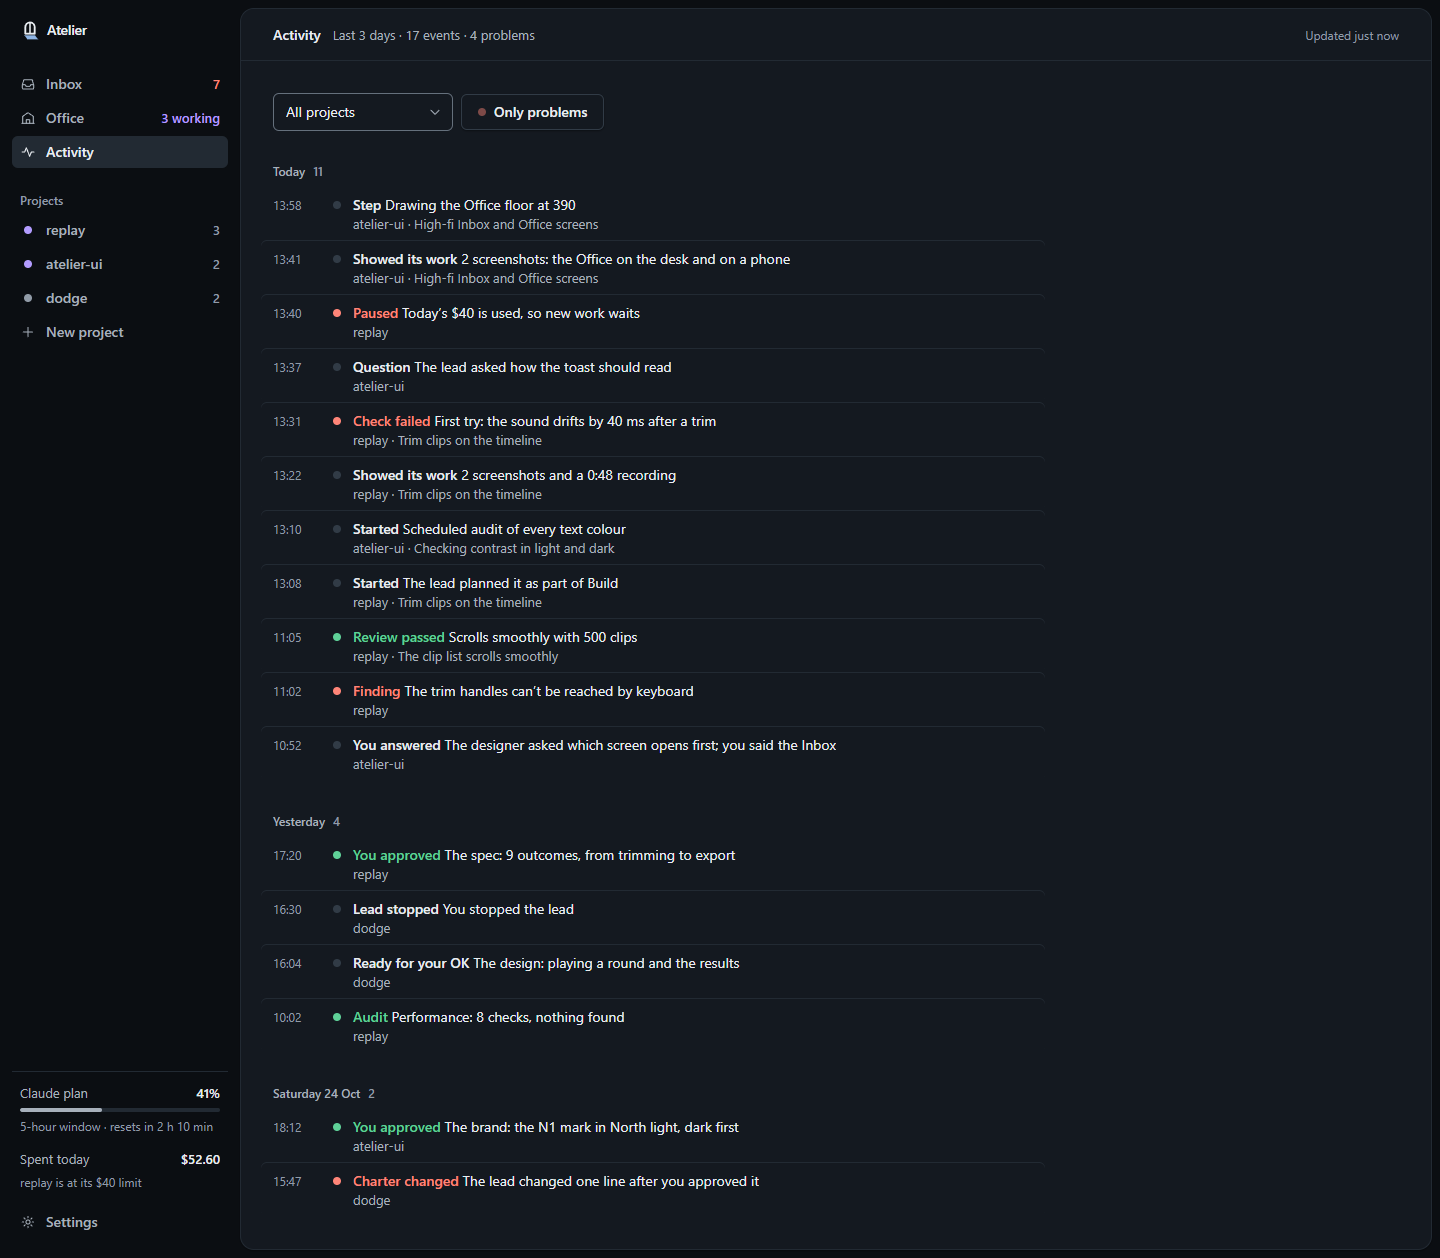 Atelier
Inbox 7
Office 3 working
Activity
Projects
replay 3
atelier-ui 2
dodge 2
New project
Claude plan 41%
5-hour window · resets in 2 h 10 min
Spent today $52.60
replay is at its $40 limit
Settings
Activity Last 3 days · 17 events · 4 problems
Updated just now
All projects
Only problems
Today 11
13:58 Step Drawing the Office floor at 390
atelier-ui · High-fi Inbox and Office screens
13:41 Showed its work 2 screenshots: the Office on the desk and on a phone
atelier-ui · High-fi Inbox and Office screens
13:40 Paused Today’s $40 is used, so new work waits
replay
13:37 Question The lead asked how the toast should read
atelier-ui
13:31 Check failed First try: the sound drifts by 40 ms after a trim
replay · Trim clips on the timeline
13:22 Showed its work 2 screenshots and a 0:48 recording
replay · Trim clips on the timeline
13:10 Started Scheduled audit of every text colour
atelier-ui · Checking contrast in light and dark
13:08 Started The lead planned it as part of Build
replay · Trim clips on the timeline
11:05 Review passed Scrolls smoothly with 500 clips
replay · The clip list scrolls smoothly
11:02 Finding The trim handles can’t be reached by keyboard
replay
10:52 You answered The designer asked which screen opens first; you said the Inbox
atelier-ui
Yesterday 4
17:20 You approved The spec: 9 outcomes, from trimming to export
replay
16:30 Lead stopped You stopped the lead
dodge
16:04 Ready for your OK The design: playing a round and the results
dodge
10:02 Audit Performance: 8 checks, nothing found
replay
Saturday 24 Oct 2
18:12 You approved The brand: the N1 mark in North light, dark first
atelier-ui
15:47 Charter changed The lead changed one line after you approved it
dodge